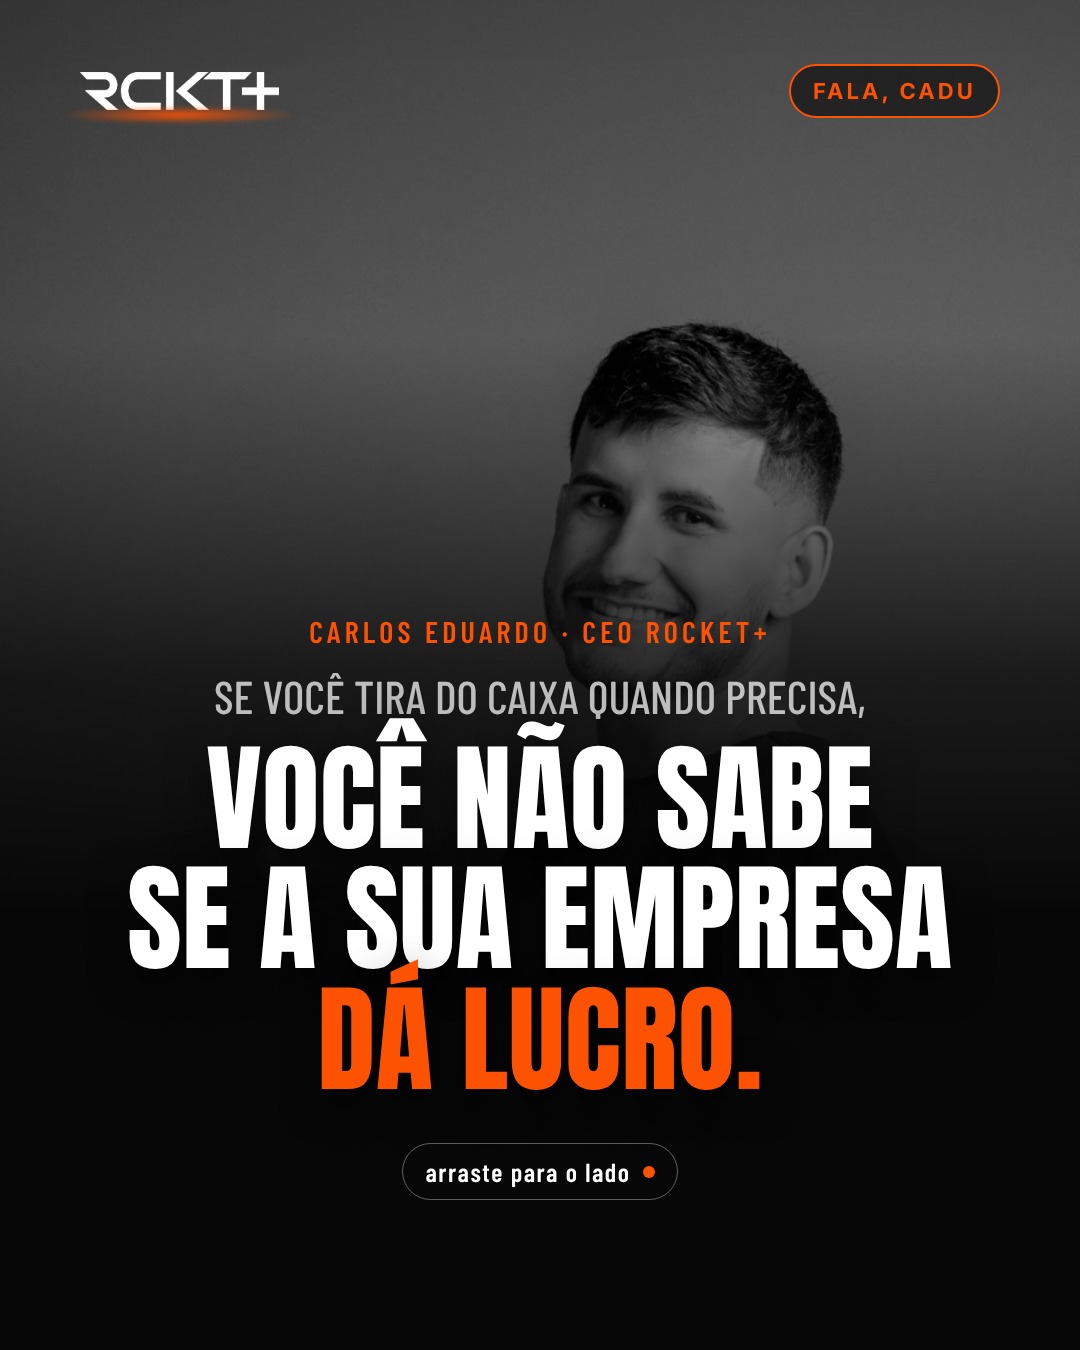 RCKT+
FALA, CADU
CARLOS EDUARDO · CEO ROCKET+
SE VOCÊ TIRA DO CAIXA QUANDO PRECISA,
VOCÊ NÃO SABE
SE A SUA EMPRESA
DÁ LUCRO.
arraste para o lado